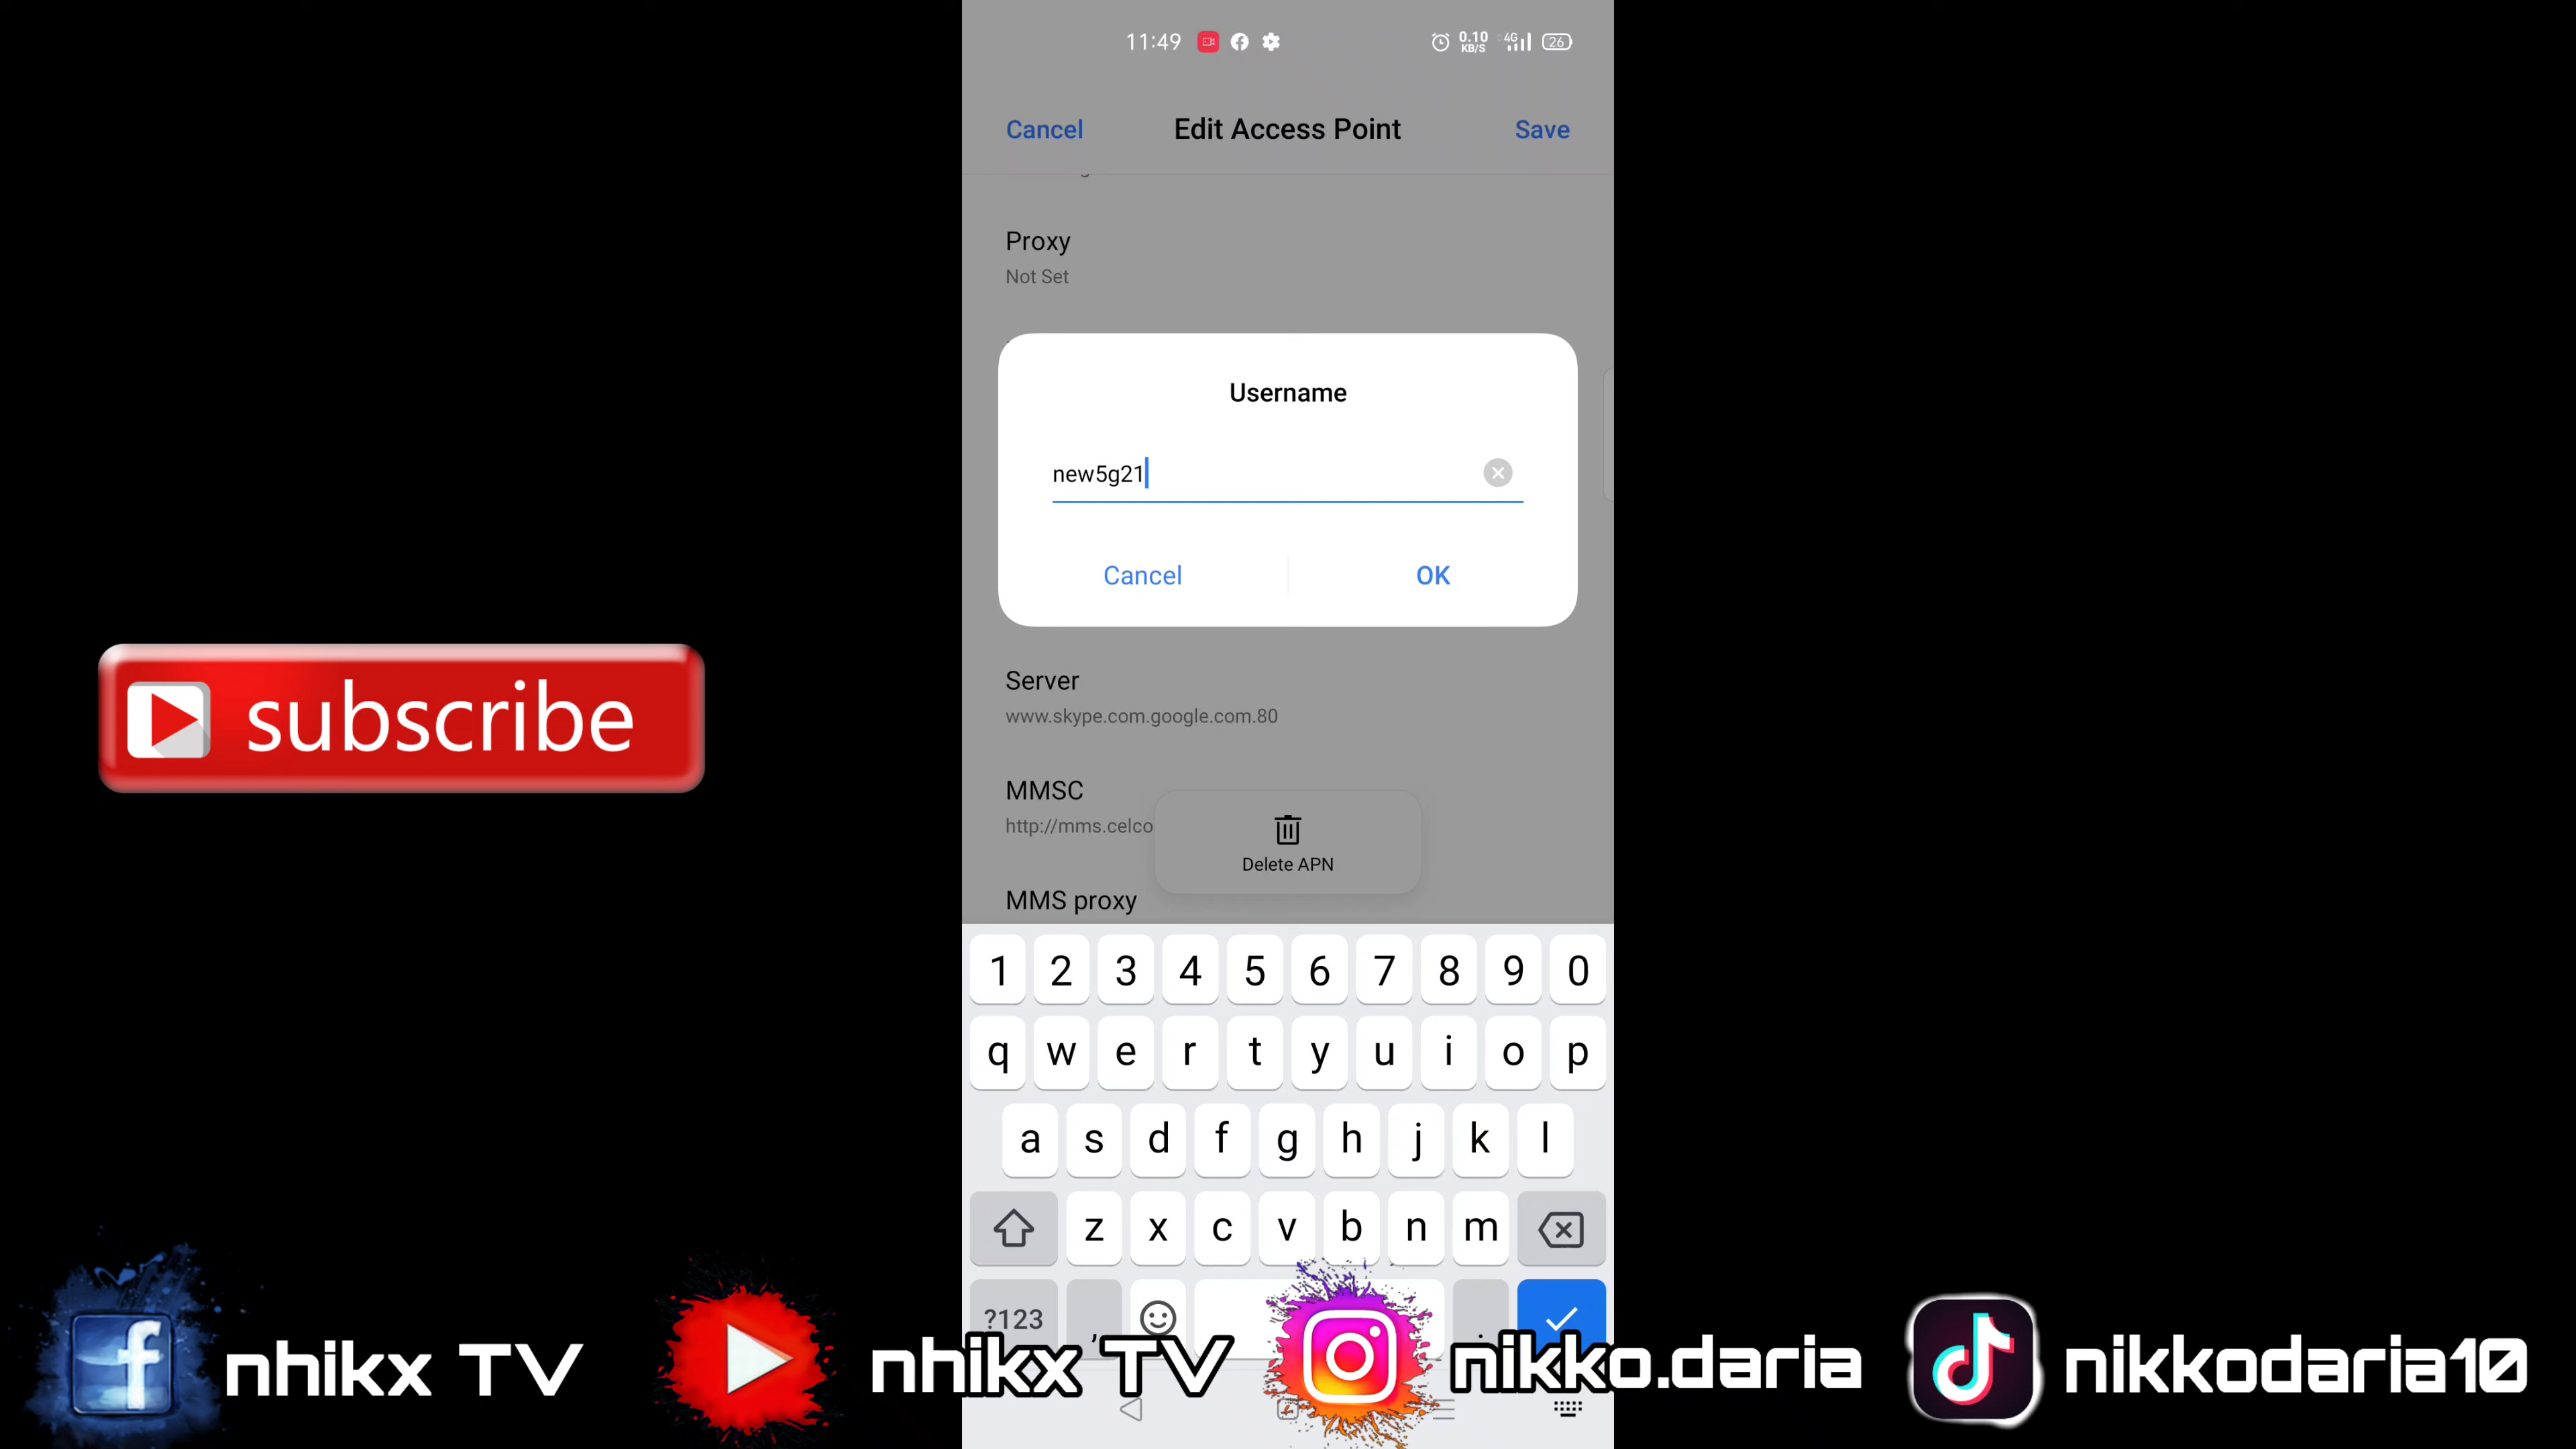 11:49
0.10
KB/S
4G
26
Cancel
Edit Access Point
Save
Proxy
Not Set
Username
new5g21
Cancel
OK
subscribe
Server
www.skype.com.google.com.80
MMSC
http://mms.celco
Delete APN
MMS proxy
1 2 3 4 5 6 7 8 9 0
q w e r t y u i o p
a s d f g h j k l
z x c v b n m
?123 , .
nhikx TV
nhikx TV
nikko.daria
nikkodaria10